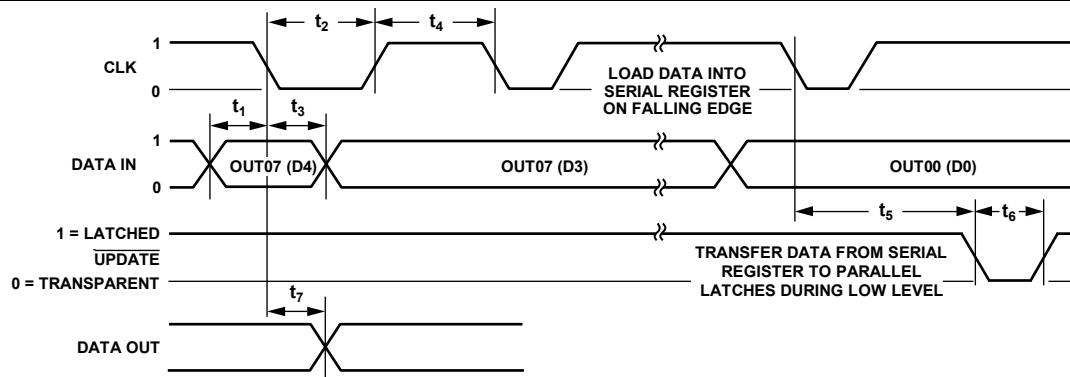 t2
t4
1
CLK
0
LOAD DATA INTO
SERIAL REGISTER
ON FALLING EDGE
t1
t3
1
DATA IN
0
OUT07 (D4)
OUT07 (D3)
OUT00 (D0)
t5
t6
1 = LATCHED
UPDATE
0 = TRANSPARENT
TRANSFER DATA FROM SERIAL
REGISTER TO PARALLEL
LATCHES DURING LOW LEVEL
t7
DATA OUT